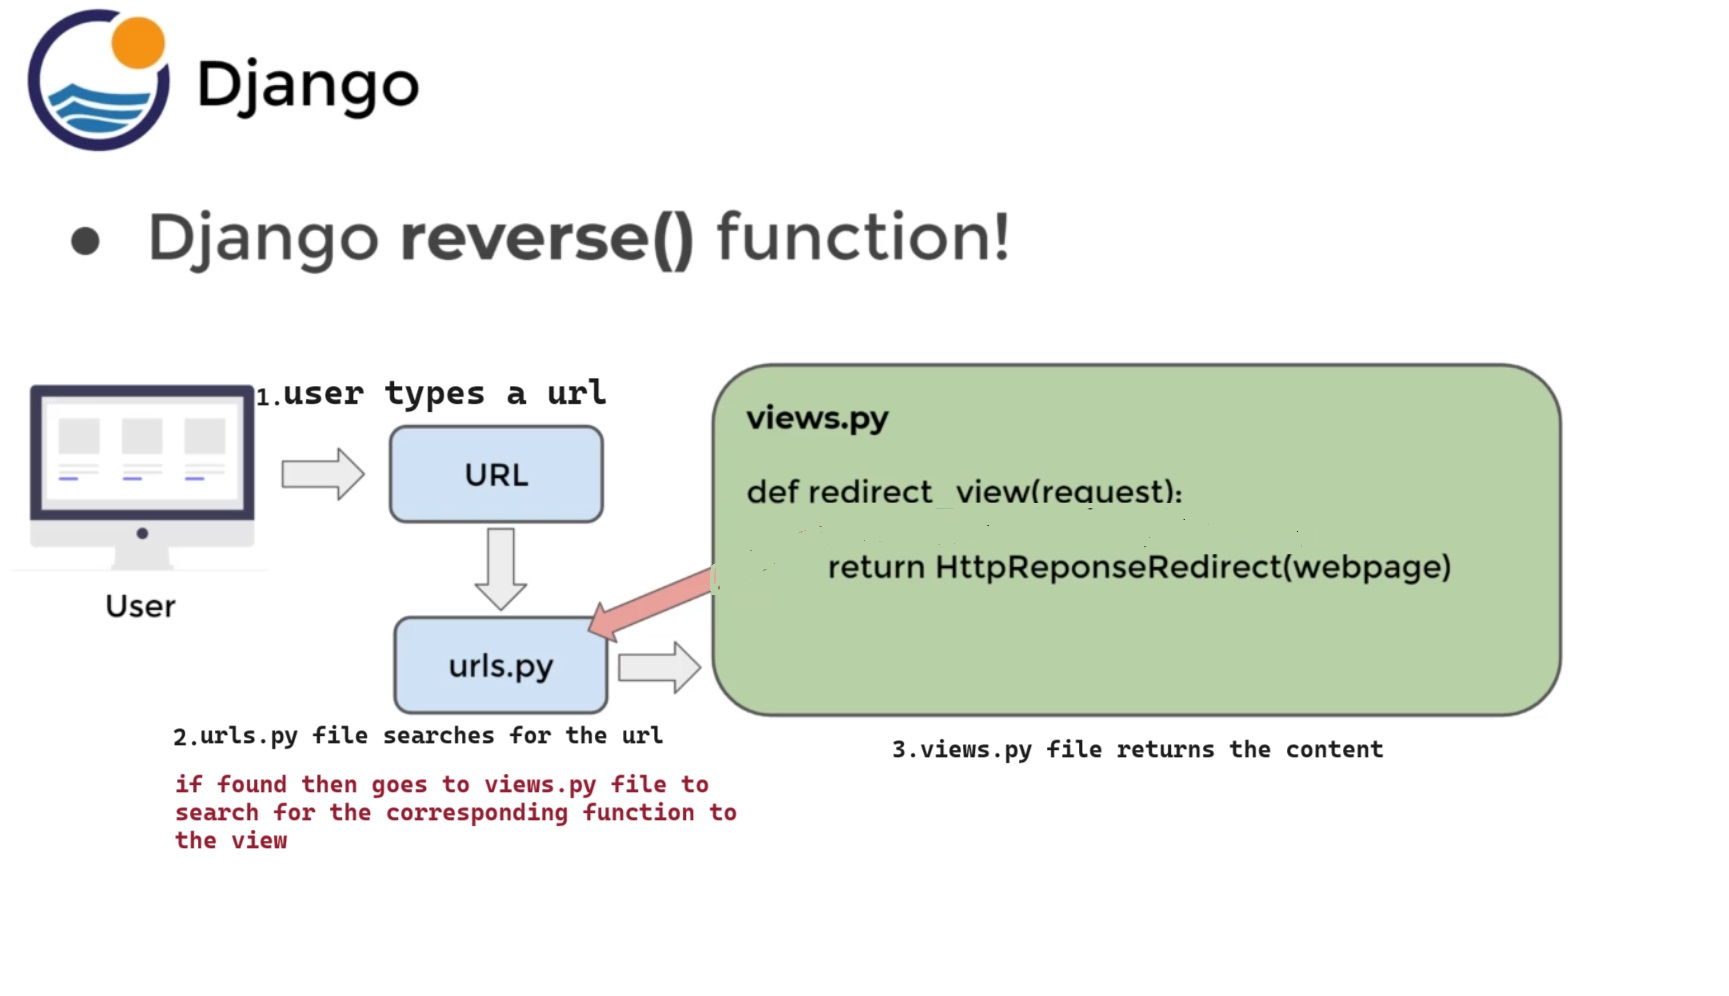 Django
● Django reverse() function!
1.user types a url
URL
User
urls.py
2.urls.py file searches for the url
if found then goes to views.py file to
search for the corresponding function to
the view
views.py
def redirect_view(request):
return HttpReponseRedirect(webpage)
3.views.py file returns the content